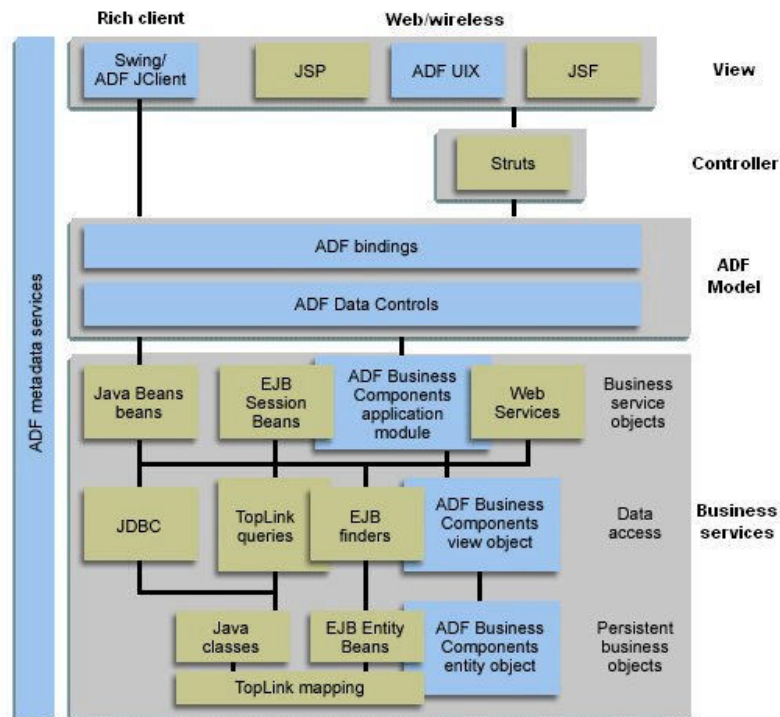 Rich client
Web/wireless
Swing/
ADF JClient
JSP
ADF UIX
JSF
View
Struts
Controller
ADF bindings
ADF Data Controls
ADF
Model
ADF metadata services
Java Beans
beans
EJB
Session
Beans
ADF Business
Components
application
module
Web
Services
Business
service
objects
JDBC
TopLink
queries
EJB
finders
ADF Business
Components
view object
Data
access
Business
services
Java
classes
EJB Entity
Beans
ADF Business
Components
entity object
Persistent
business
objects
TopLink mapping